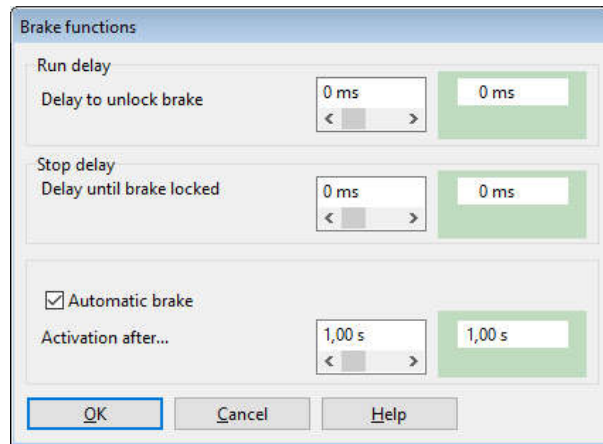 Brake functions
Run delay
Delay to unlock brake 0 ms 0 ms
Stop delay
Delay until brake locked 0 ms 0 ms
Automatic brake
Activation after... 1,00 s 1,00 s
OK Cancel Help